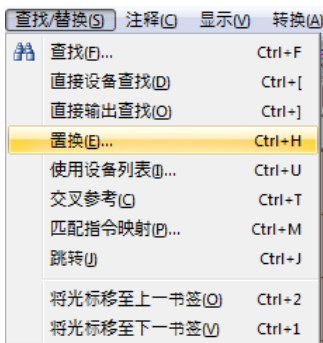 查找/替换(S) 注释(C) 显示(V) 转换(A)
查找(F)... Ctrl+F
直接设备查找(D) Ctrl+[
直接输出查找(O) Ctrl+]
置换(E)... Ctrl+H
使用设备列表(I)... Ctrl+U
交叉参考(C) Ctrl+T
匹配指令映射(P)... Ctrl+M
跳转(J) Ctrl+J
将光标移至上一书签(O) Ctrl+2
将光标移至下一书签(V) Ctrl+1